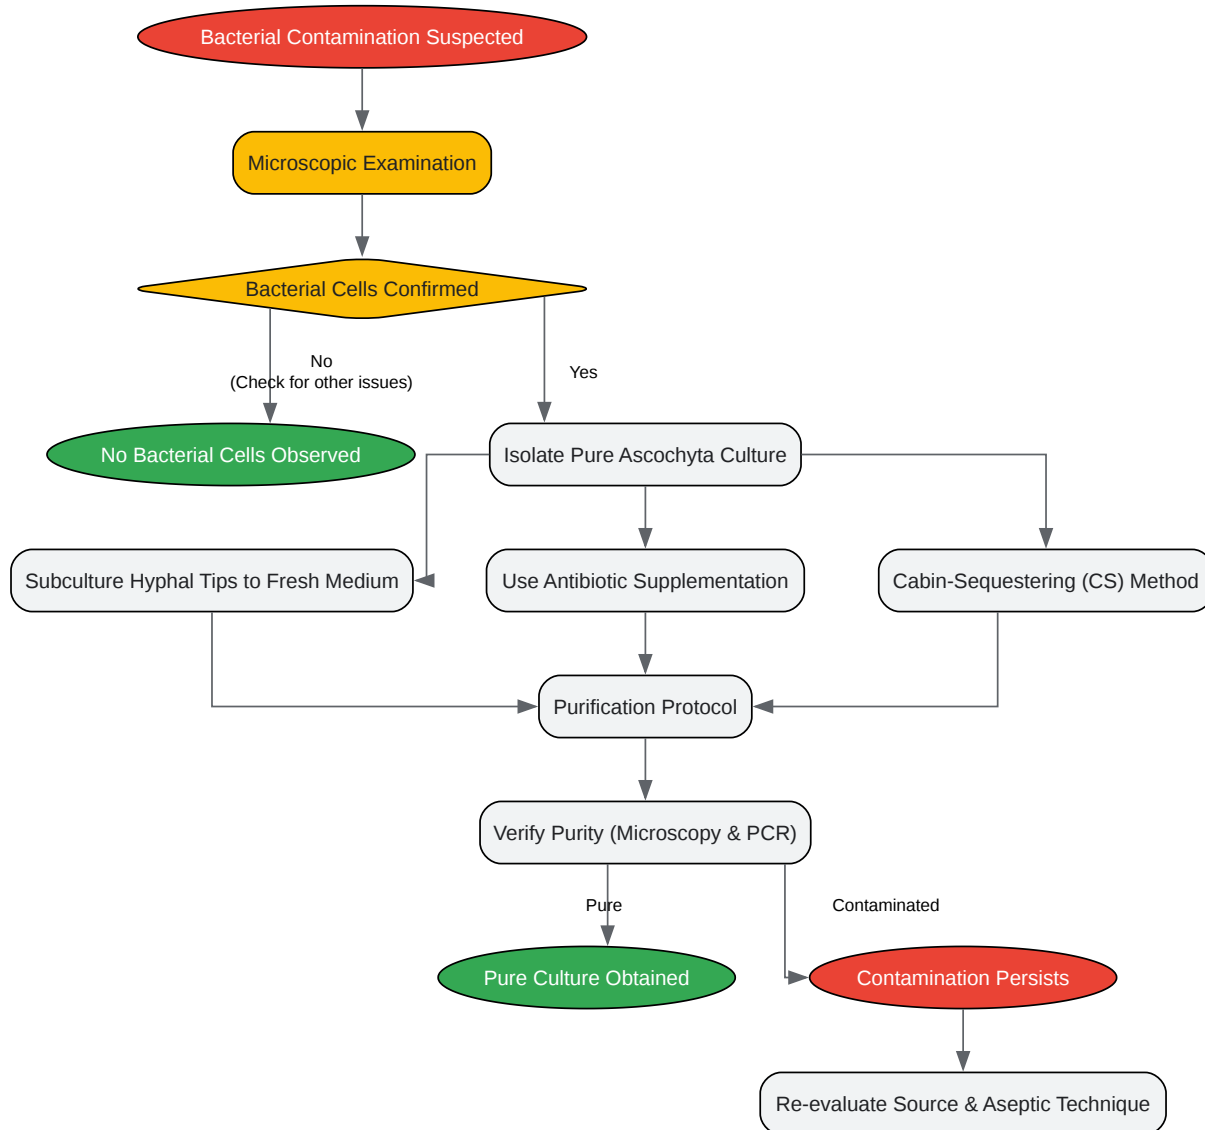 Bacterial Contamination Suspected
Microscopic Examination
Bacterial Cells Confirmed
No
(Check for other issues)
Yes
No Bacterial Cells Observed
Isolate Pure Ascochyta Culture
Subculture Hyphal Tips to Fresh Medium
Use Antibiotic Supplementation
Cabin-Sequestering (CS) Method
Purification Protocol
Verify Purity (Microscopy & PCR)
Pure
Contaminated
Pure Culture Obtained
Contamination Persists
Re-evaluate Source & Aseptic Technique